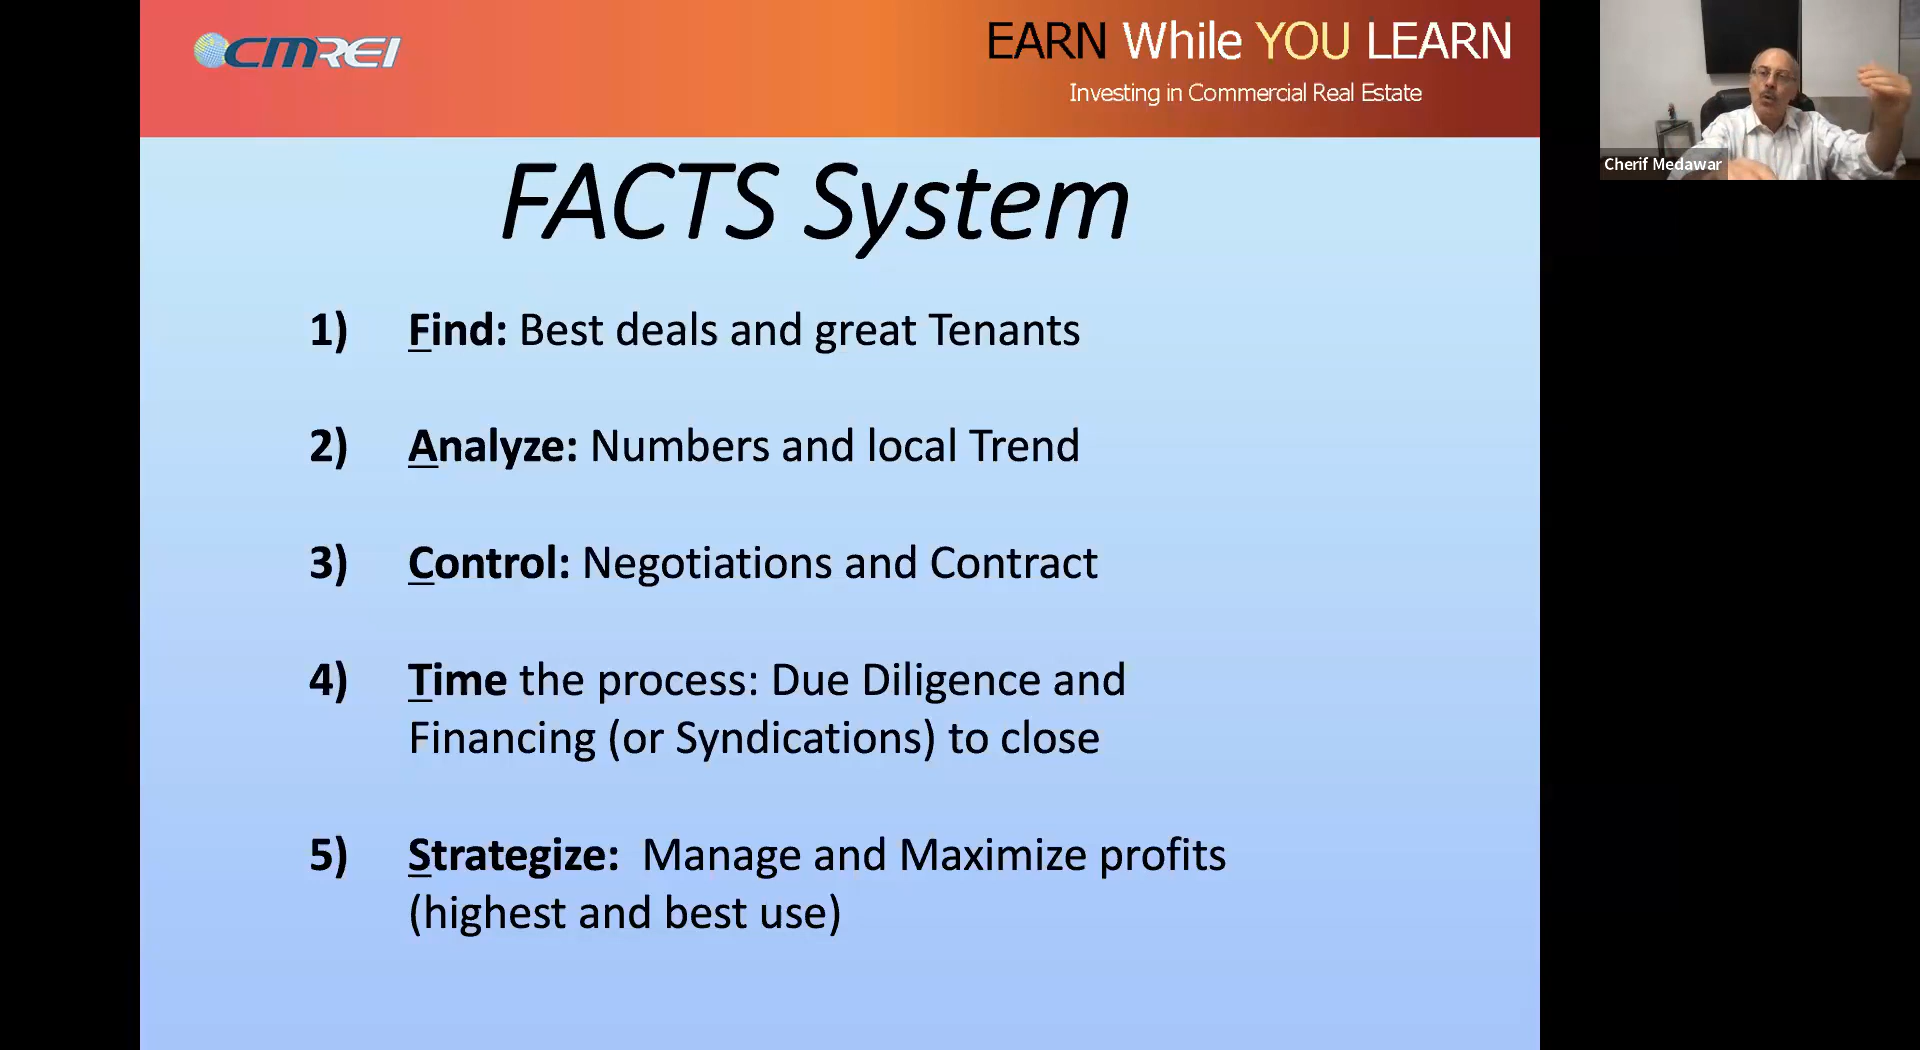 CMREI
EARN While YOU LEARN
Investing in Commercial Real Estate
Cherif Medawar
FACTS System
1) Find: Best deals and great Tenants
2) Analyze: Numbers and local Trend
3) Control: Negotiations and Contract
4) Time the process: Due Diligence and
Financing (or Syndications) to close
5) Strategize: Manage and Maximize profits
(highest and best use)